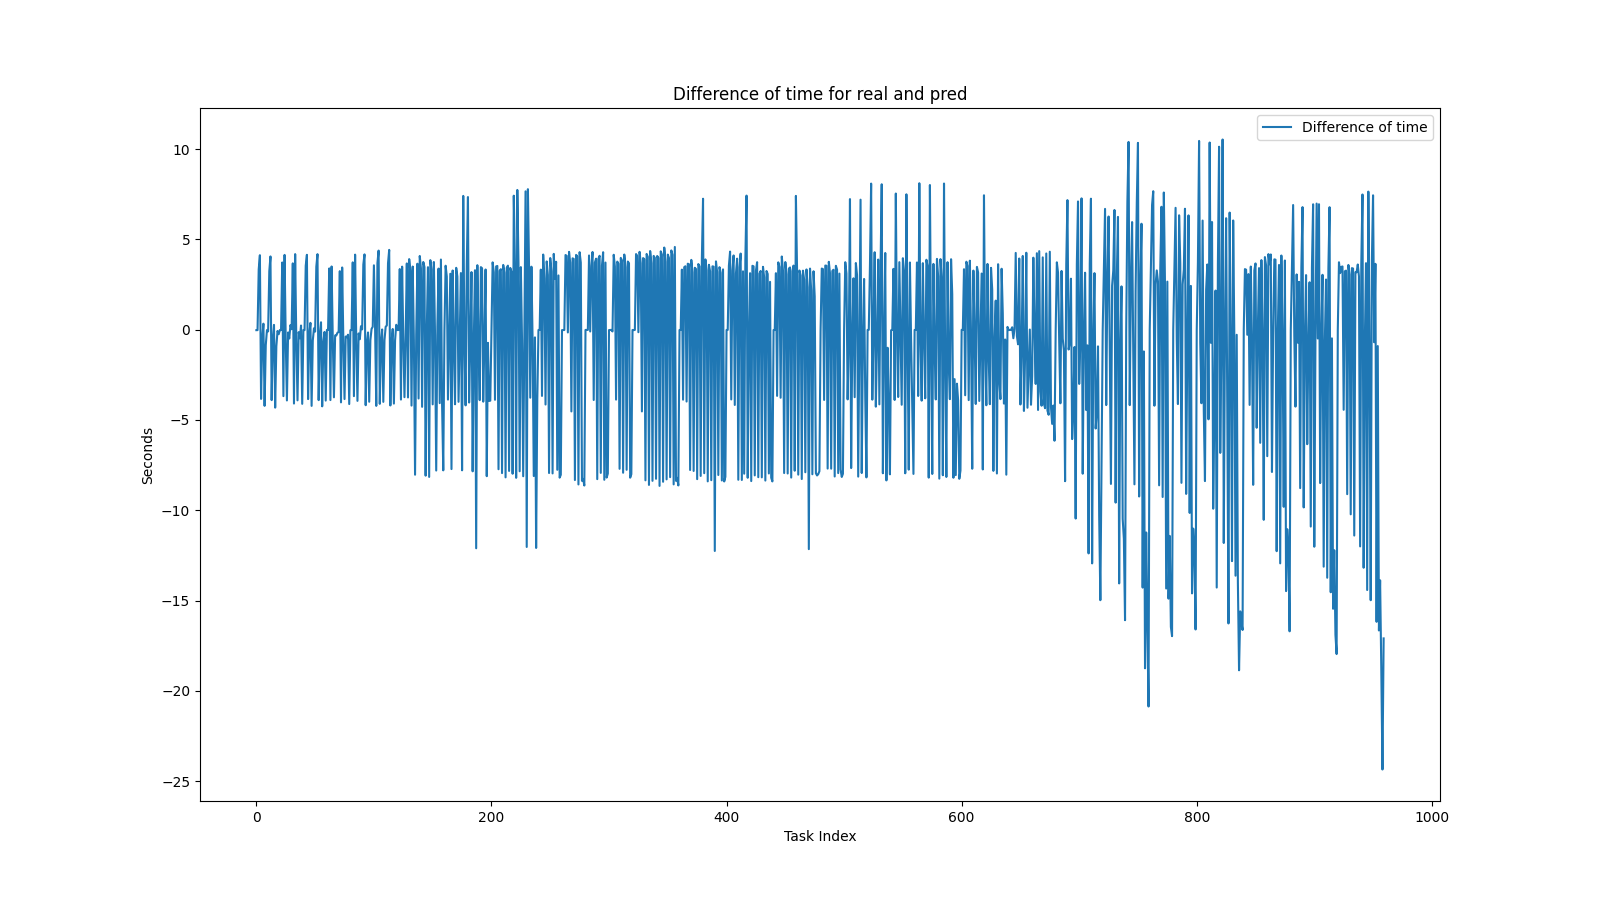 Difference of time for real and pred
Difference of time
10
5
0
−5
−10
−15
−20
−25
Seconds
0 200 400 600 800 1000
Task Index